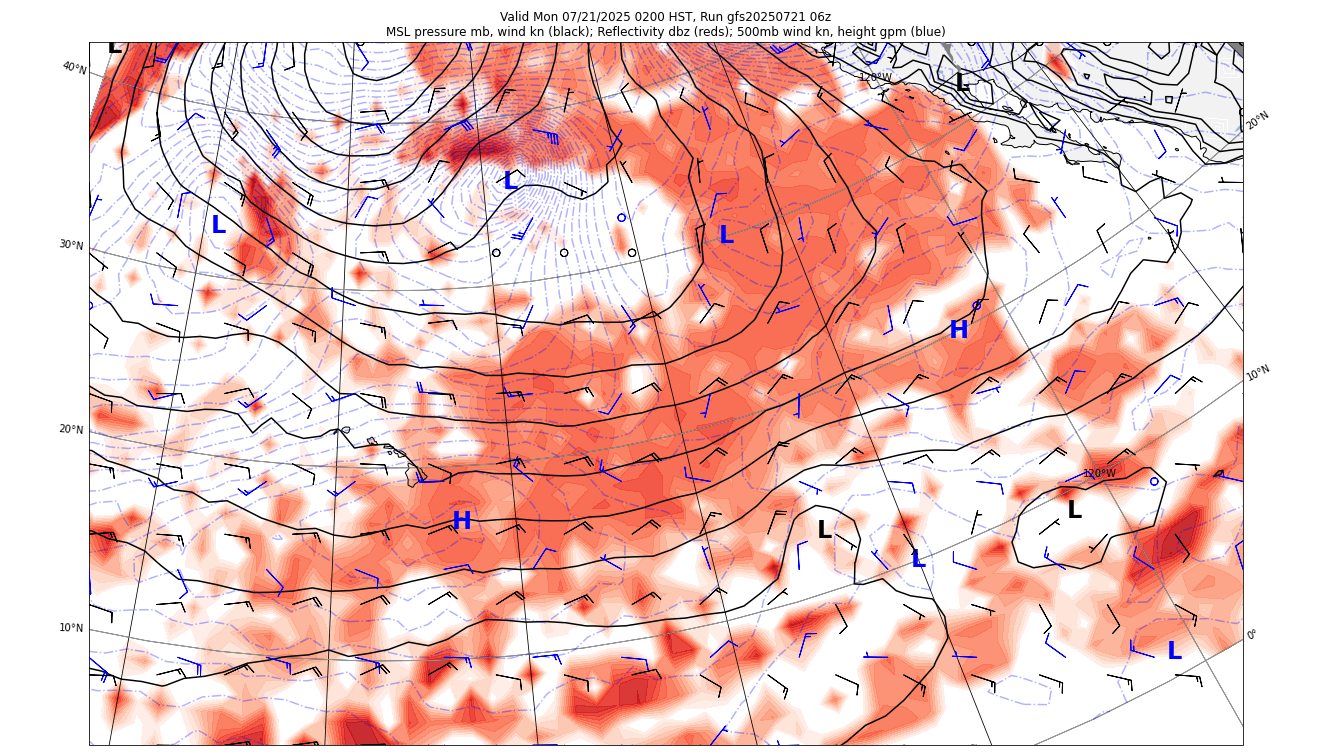 Valid Mon 07/21/2025 0200 HST, Run gfs20250721 06z
MSL pressure mb, wind kn (black); Reflectivity dbz (reds); 500mb wind kn, height gpm (blue)
L
40°N
120°W
L
20°N
L
L
L
30°N
H
10°N
20°N
120°W
H
L
L
L
10°N
0°
L